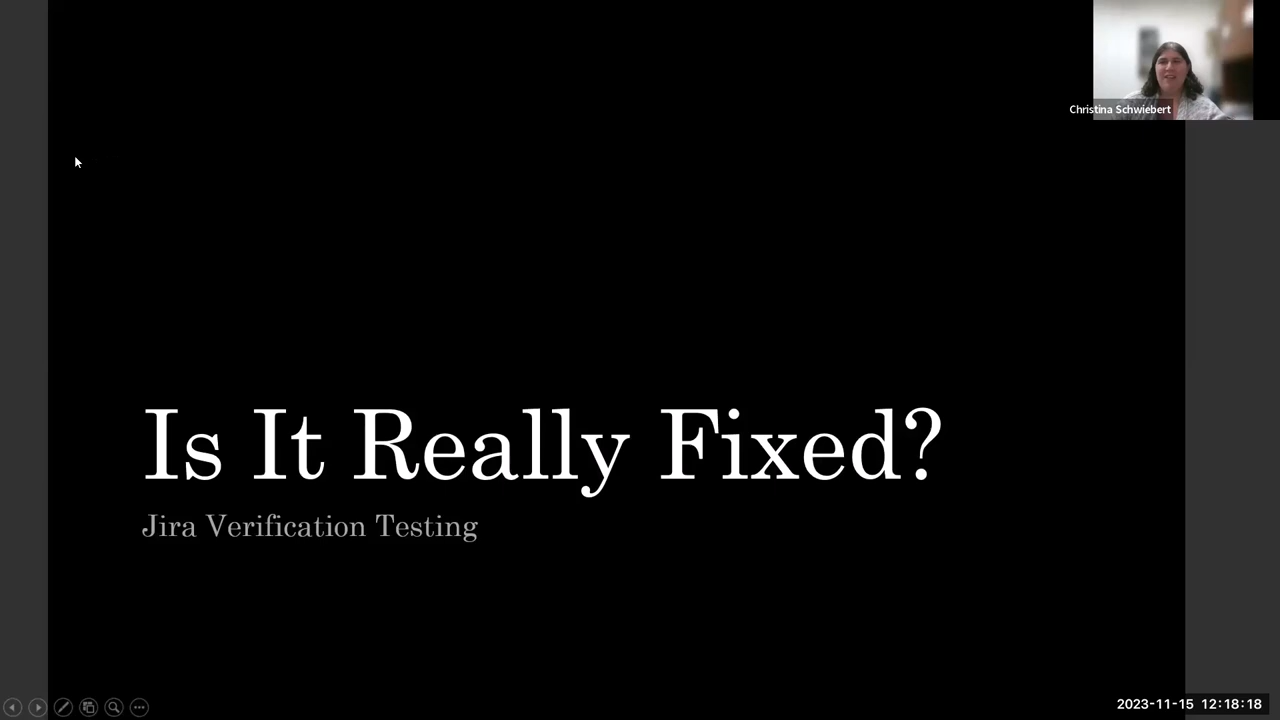 Christina Schwiebert
Is It Really Fixed?
Jira Verification Testing
2023-11-15 12:18:18